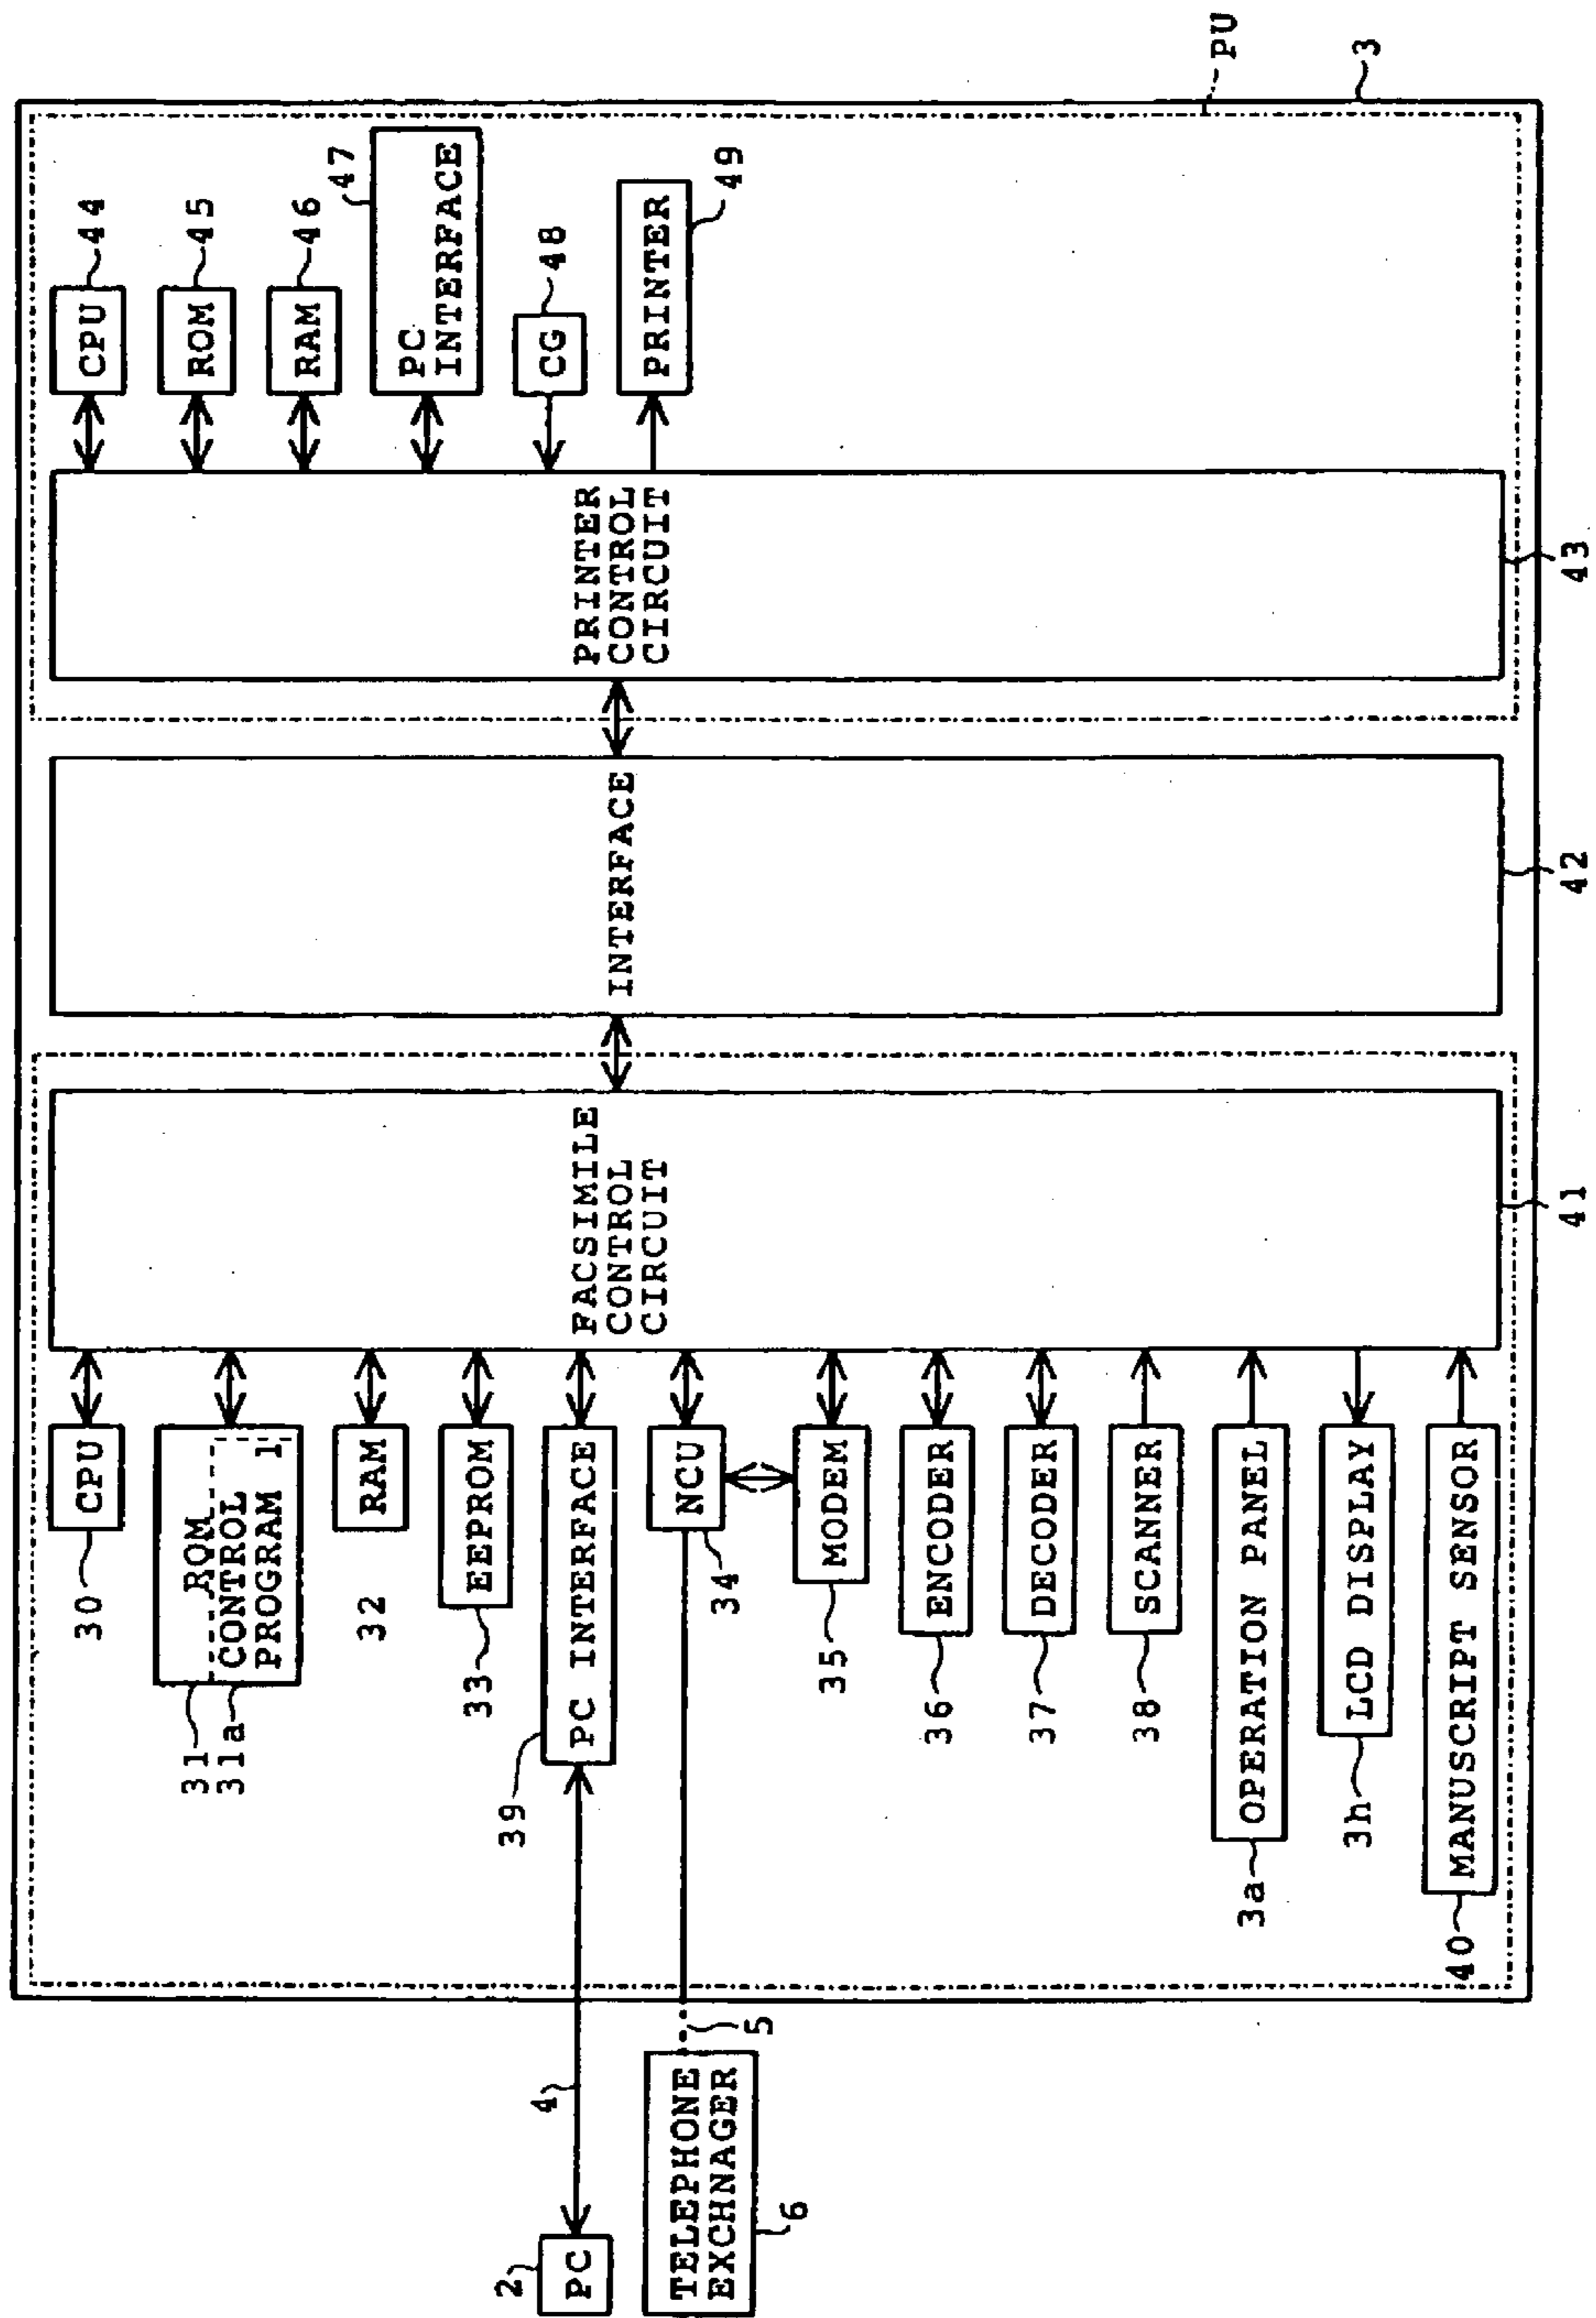 2
PC
4
TELEPHONE
EXCHNAGER
6
5
30
CPU
31
31a
ROM
CONTROL
PROGRAM 1
32
RAM
33
EEPROM
39
PC INTERFACE
34
NCU
35
MODEM
36
ENCODER
37
DECODER
38
SCANNER
3a
OPERATION PANEL
3h
LCD DISPLAY
40
MANUSCRIPT SENSOR
FACSIMILE
CONTROL
CIRCUIT
41
INTERFACE
42
PRINTER
CONTROL
CIRCUIT
43
CPU
44
ROM
45
RAM
46
PC
INTERFACE
47
CG
48
PRINTER
49
PU
3